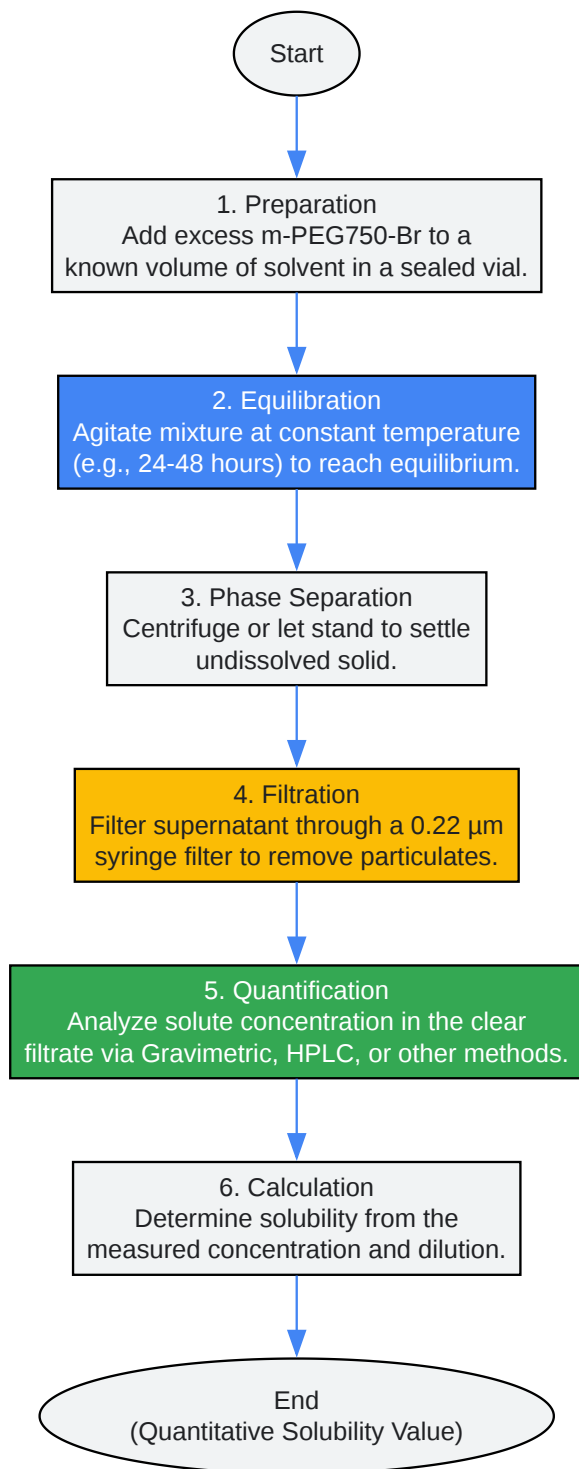 Start
1. Preparation
Add excess m-PEG750-Br to a
known volume of solvent in a sealed vial.
2. Equilibration
Agitate mixture at constant temperature
(e.g., 24-48 hours) to reach equilibrium.
3. Phase Separation
Centrifuge or let stand to settle
undissolved solid.
4. Filtration
Filter supernatant through a 0.22 µm
syringe filter to remove particulates.
5. Quantification
Analyze solute concentration in the clear
filtrate via Gravimetric, HPLC, or other methods.
6. Calculation
Determine solubility from the
measured concentration and dilution.
End
(Quantitative Solubility Value)